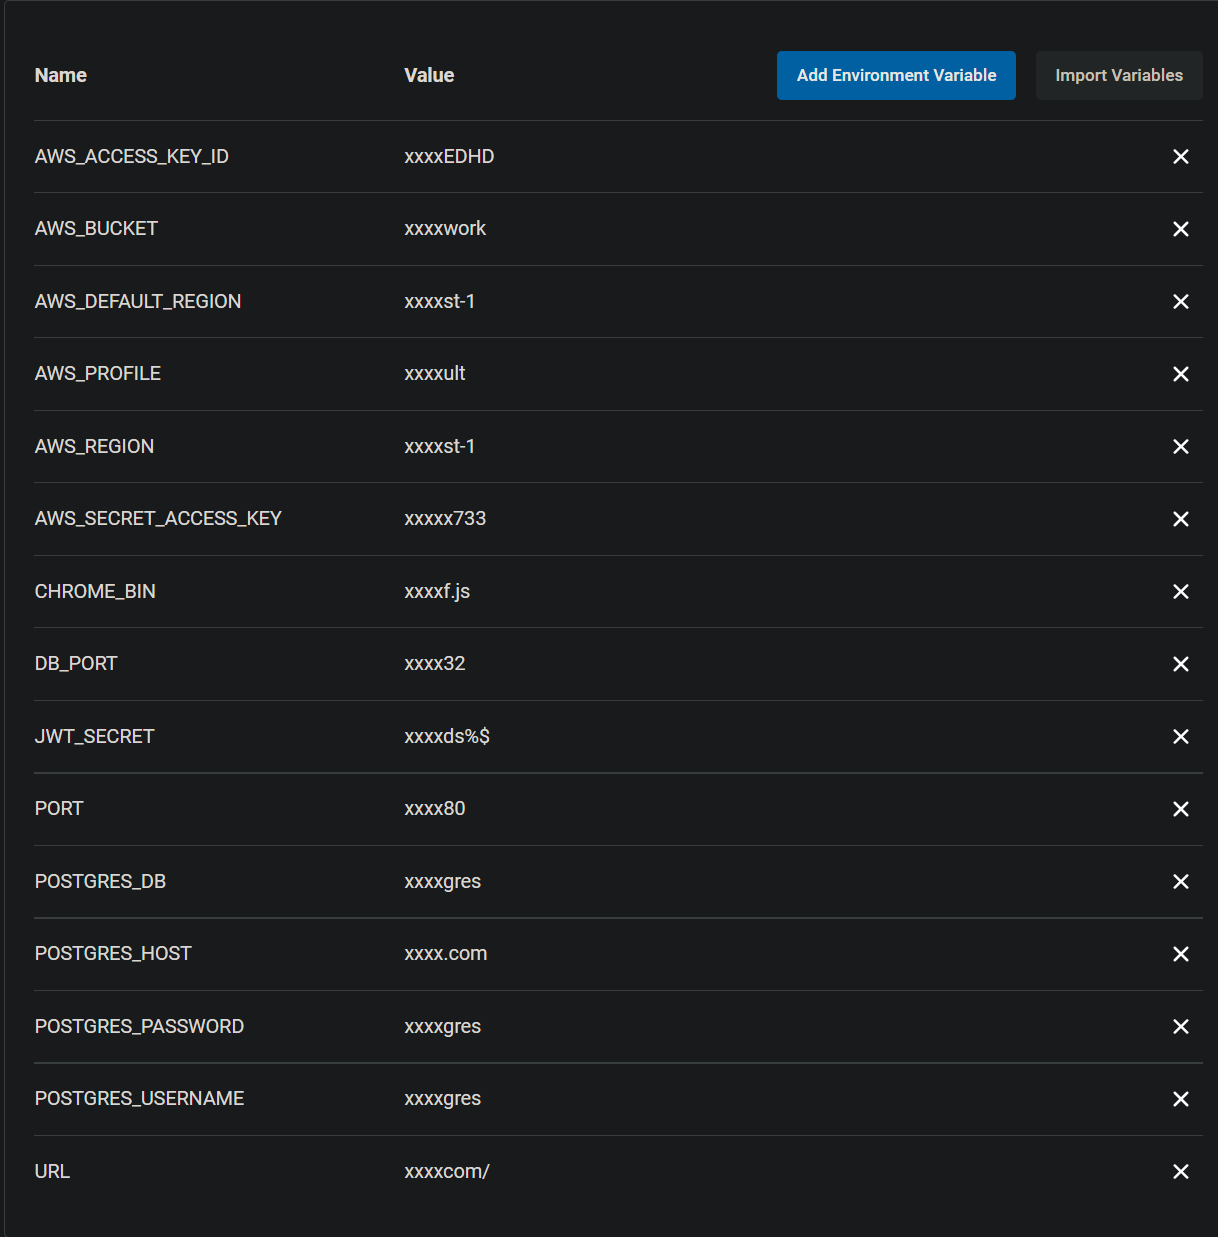 Name Value Add Environment Variable Import Variables
AWS_ACCESS_KEY_ID xxxxEDHD
AWS_BUCKET xxxxwork
AWS_DEFAULT_REGION xxxxst-1
AWS_PROFILE xxxxult
AWS_REGION xxxxst-1
AWS_SECRET_ACCESS_KEY xxxxx733
CHROME_BIN xxxxf.js
DB_PORT xxxx32
JWT_SECRET xxxxds%$
PORT xxxx80
POSTGRES_DB xxxxgres
POSTGRES_HOST xxxx.com
POSTGRES_PASSWORD xxxxgres
POSTGRES_USERNAME xxxxgres
URL xxxxcom/